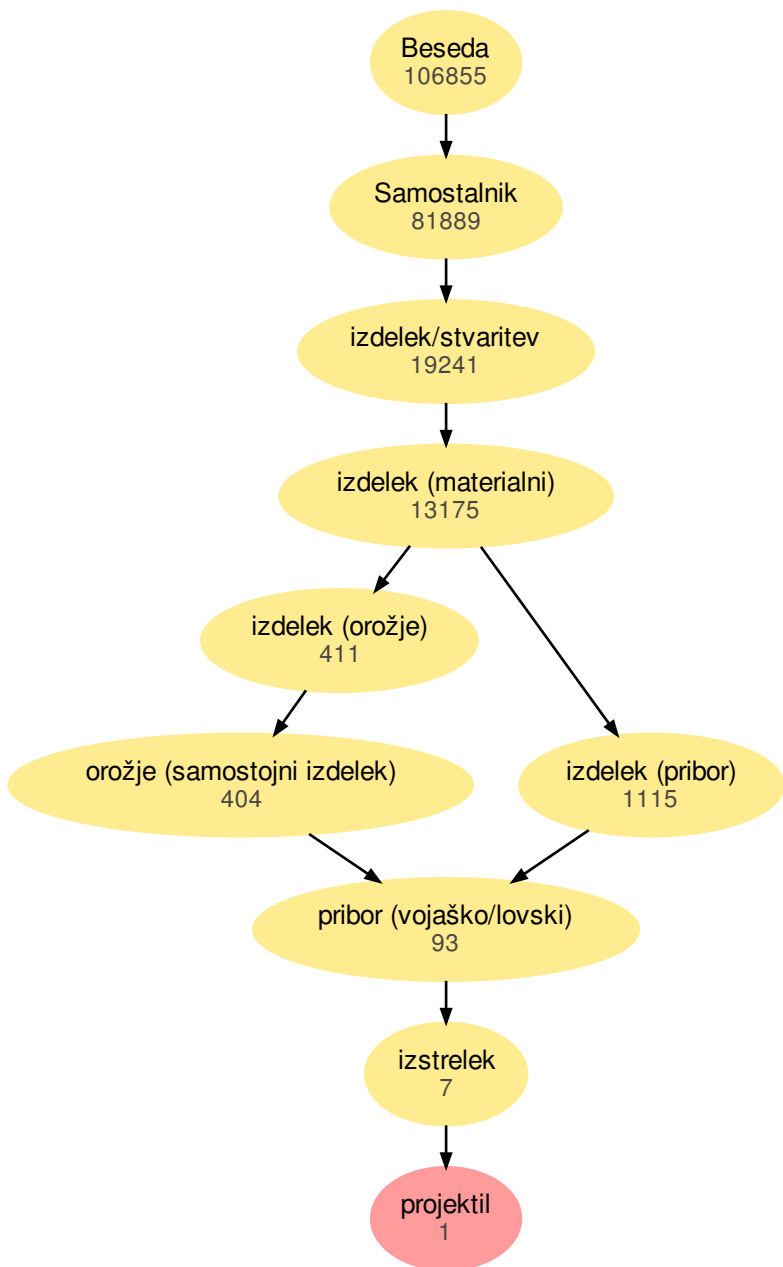 Beseda
106855
Samostalnik
81889
izdelek/stvaritev
19241
izdelek (materialni)
13175
izdelek (orožje)
411
orožje (samostojni izdelek)
404
izdelek (pribor)
1115
pribor (vojaško/lovski)
93
izstrelek
7
projektil
1